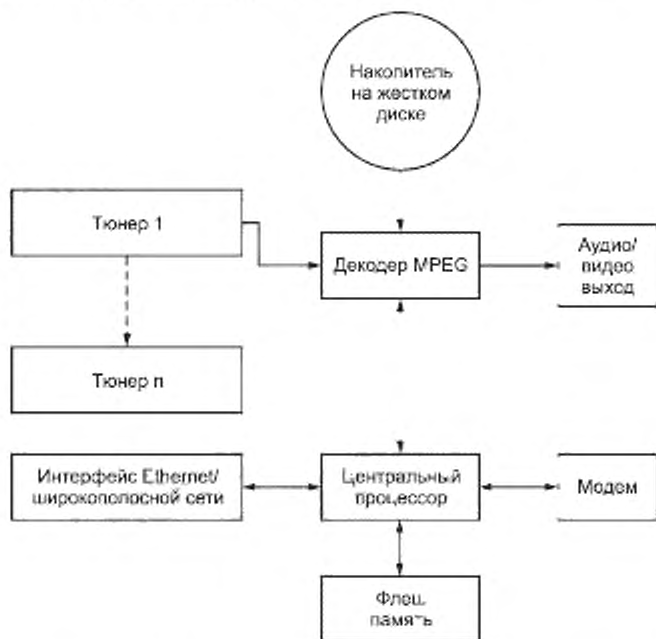 Накопитель
на жестком
диске
Тюнер 1
Декодер MPEG
Аудио/
видео
выход
Тюнер n
Интерфейс Ethernet/
широкополосной сети
Центральный
процессор
Модем
Флеш
память